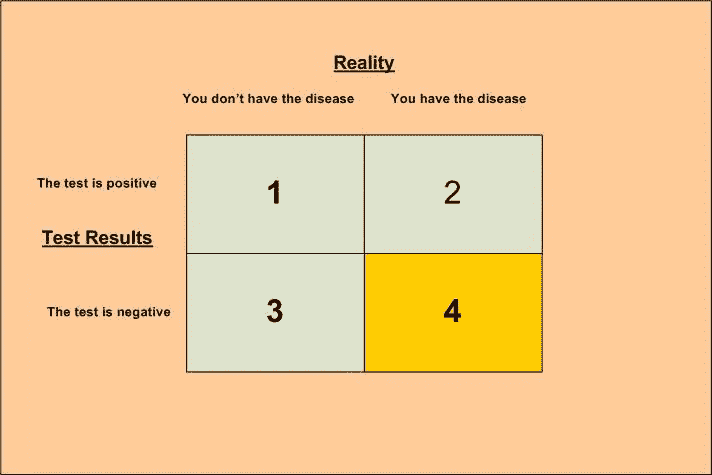 Reality
You don't have the disease You have the disease
The test is positive 1 2
Test Results
The test is negative 3 4